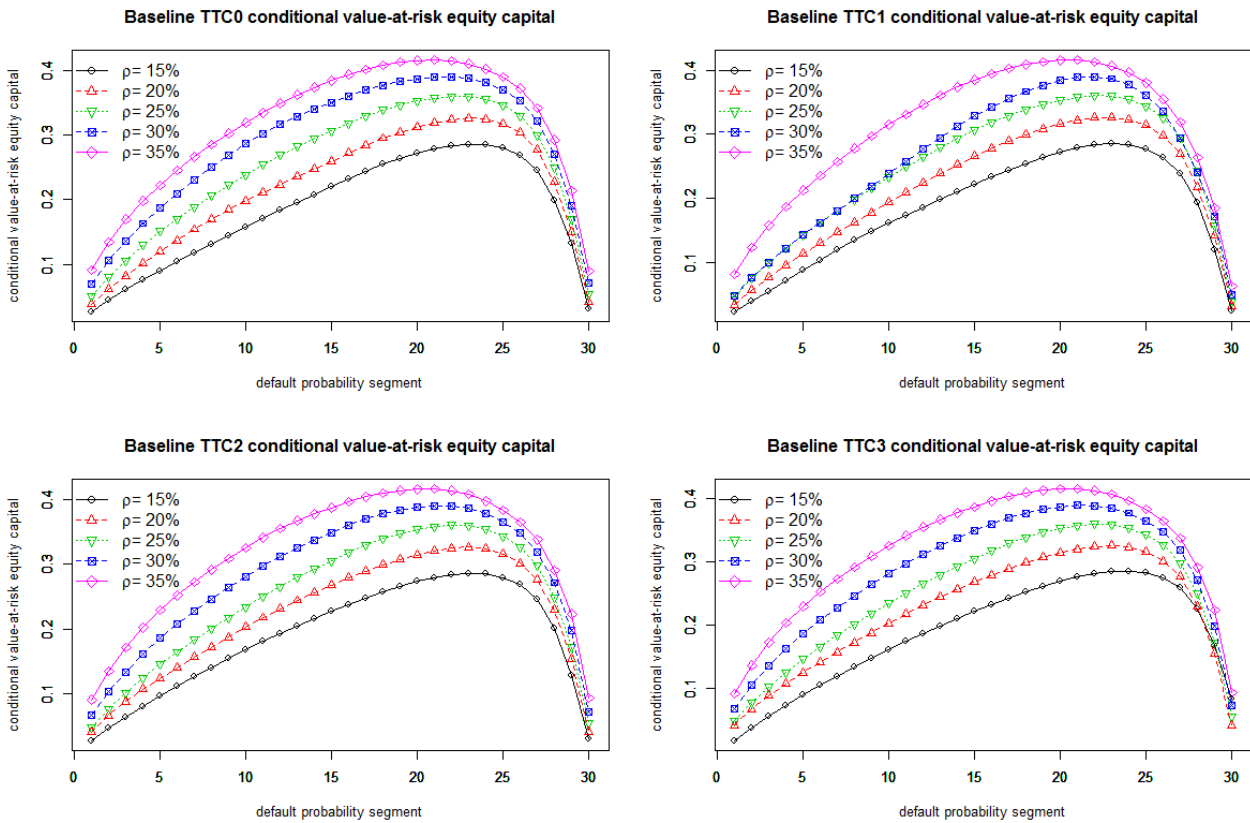 Baseline TTC0 conditional value-at-risk equity capital
conditional value-at-risk equity capital
0.4
0.3
0.2
0.1
ρ= 15%
ρ= 20%
ρ= 25%
ρ= 30%
ρ= 35%
0 5 10 15 20 25 30
default probability segment
Baseline TTC1 conditional value-at-risk equity capital
conditional value-at-risk equity capital
0.4
0.3
0.2
0.1
ρ= 15%
ρ= 20%
ρ= 25%
ρ= 30%
ρ= 35%
0 5 10 15 20 25 30
default probability segment
Baseline TTC2 conditional value-at-risk equity capital
conditional value-at-risk equity capital
0.4
0.3
0.2
0.1
ρ= 15%
ρ= 20%
ρ= 25%
ρ= 30%
ρ= 35%
0 5 10 15 20 25 30
default probability segment
Baseline TTC3 conditional value-at-risk equity capital
conditional value-at-risk equity capital
0.4
0.3
0.2
0.1
ρ= 15%
ρ= 20%
ρ= 25%
ρ= 30%
ρ= 35%
0 5 10 15 20 25 30
default probability segment